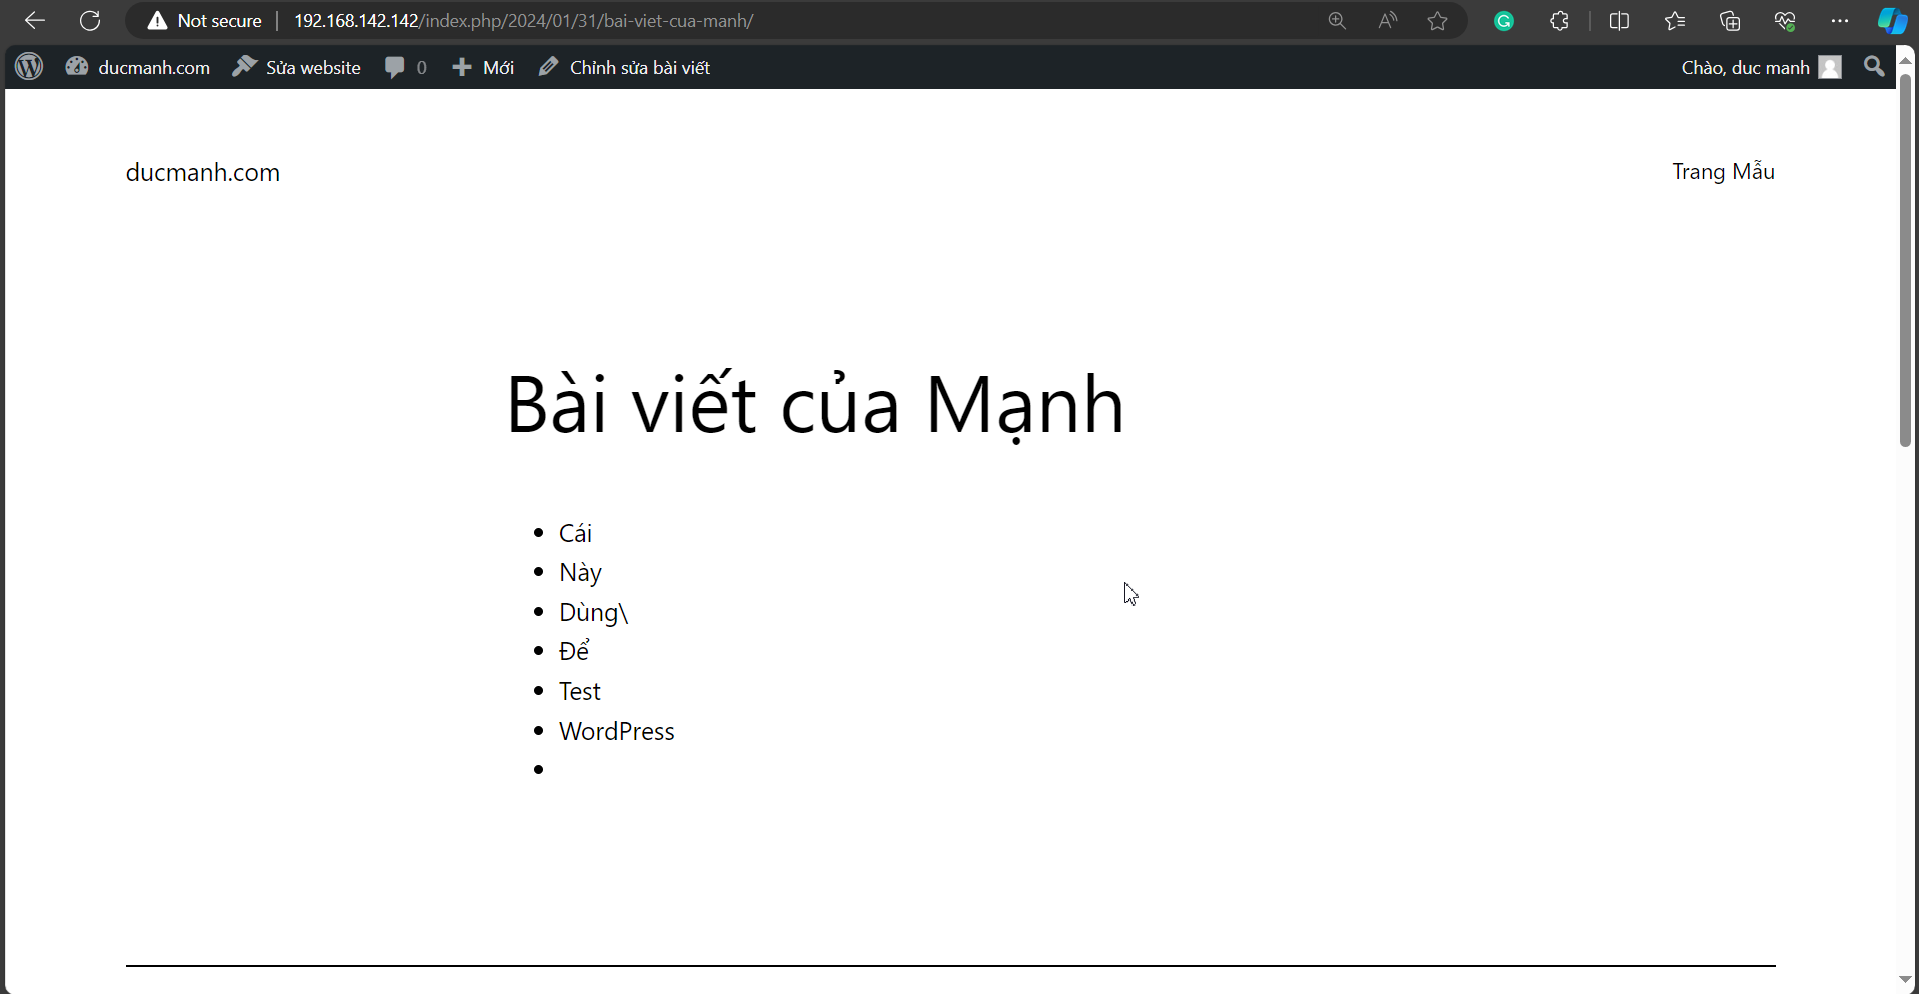 Not secure | 192.168.142.142/index.php/2024/01/31/bai-viet-cua-manh/
ducmanh.com Sửa website 0 Mới Chỉnh sửa bài viết Chào, duc manh
ducmanh.com Trang Mẫu
Bài viết của Mạnh
Cái
Này
Dùng\
Để
Test
WordPress